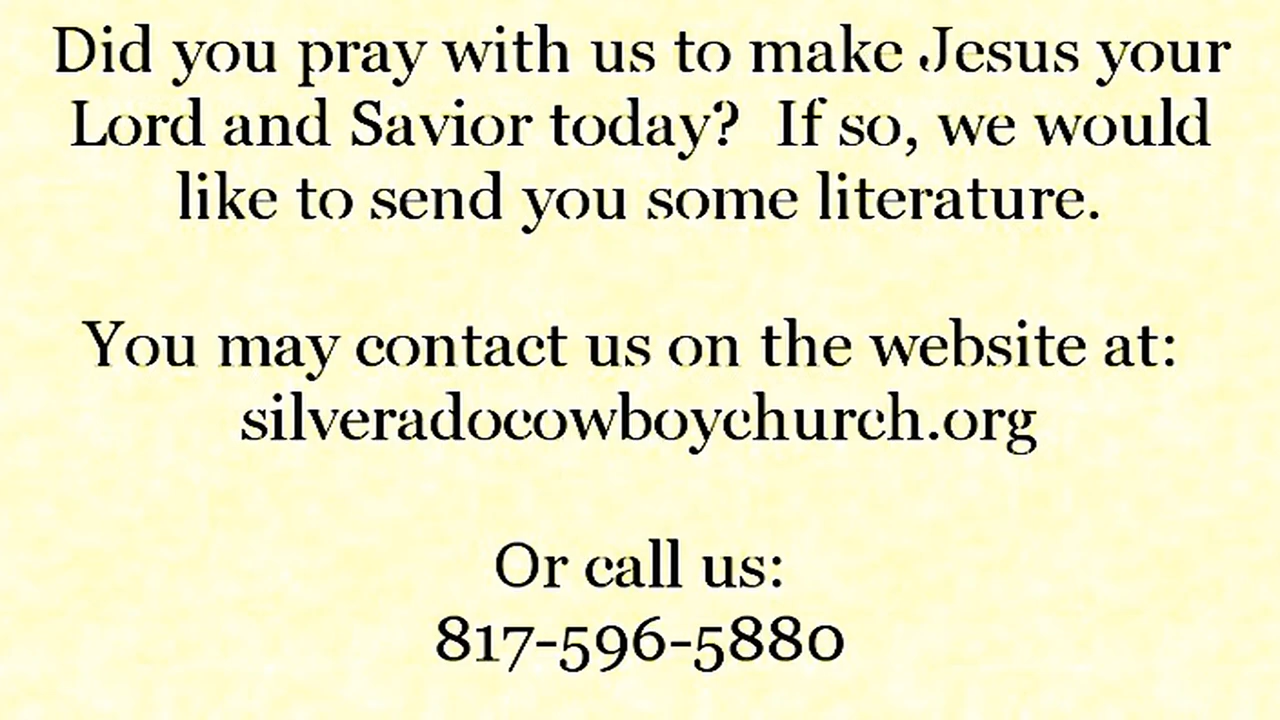 Did you pray with us to make Jesus your
Lord and Savior today?  If so, we would
like to send you some literature.
You may contact us on the website at:
silveradocowboychurch.org
Or call us:
817-596-5880